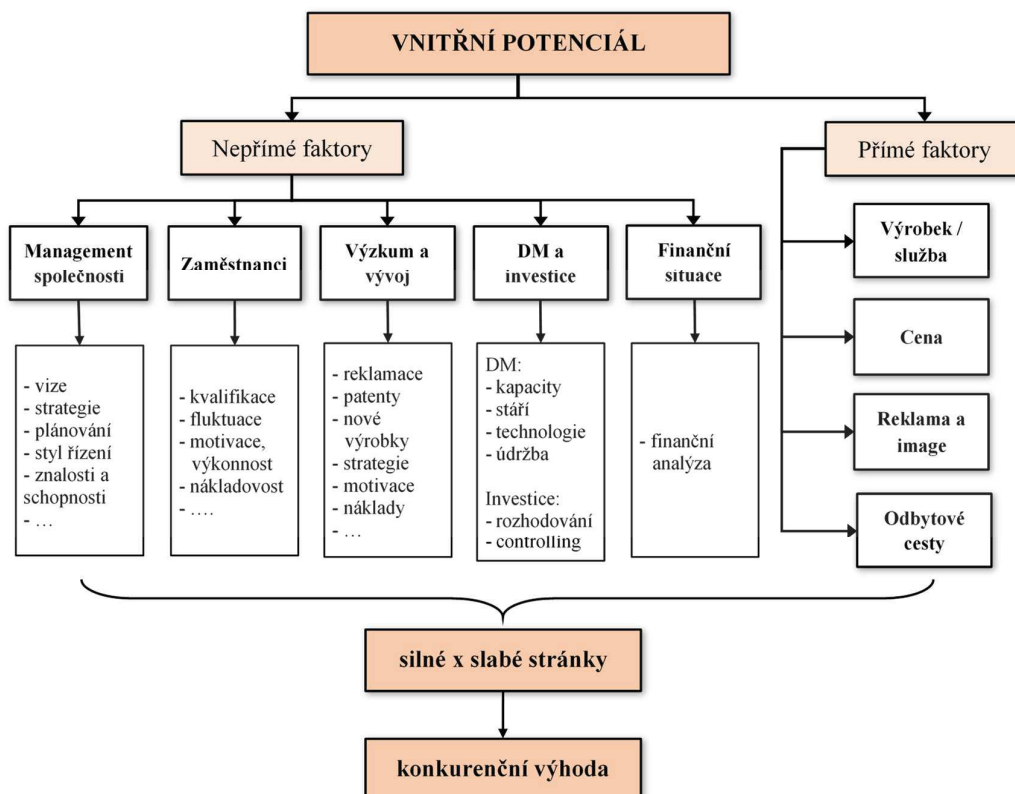 VNITŘNÍ POTENCIÁL
Nepřímé faktory
Přímé faktory
Management
společnosti
Zaměstnanci
Výzkum a
vývoj
DM a
investice
Finanční
situace
- vize
- strategie
- plánování
- styl řízení
- znalosti a
schopnosti
- …
- kvalifikace
- fluktuace
- motivace,
výkonnost
- nákladovost
- ….
- reklamace
- patenty
- nové
výrobky
- strategie
- motivace
- náklady
- …
DM:
- kapacity
- stáří
- technologie
- údržba
Investice:
- rozhodování
- controlling
- finanční
analýza
Výrobek /
služba
Cena
Reklama a
image
Odbytové
cesty
silné x slabé stránky
konkurenční výhoda